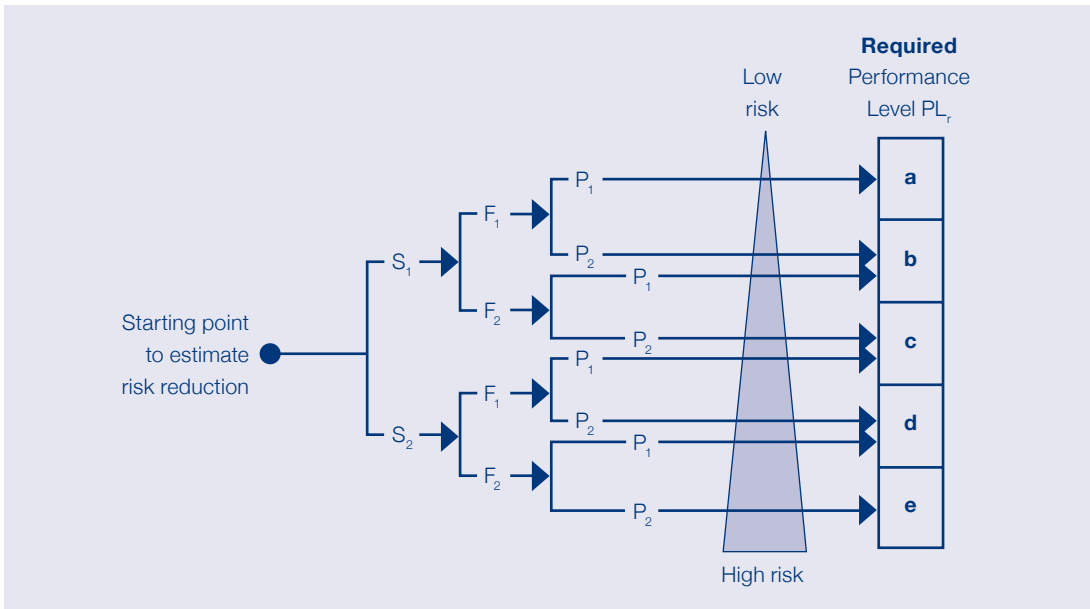 Required
Performance
Level PLr
Low
risk
P1
a
F1
P2
b
S1
P1
F2
Starting point
to estimate
risk reduction
P2
c
P1
F1
P2
d
S2
P1
F2
P2
e
High risk